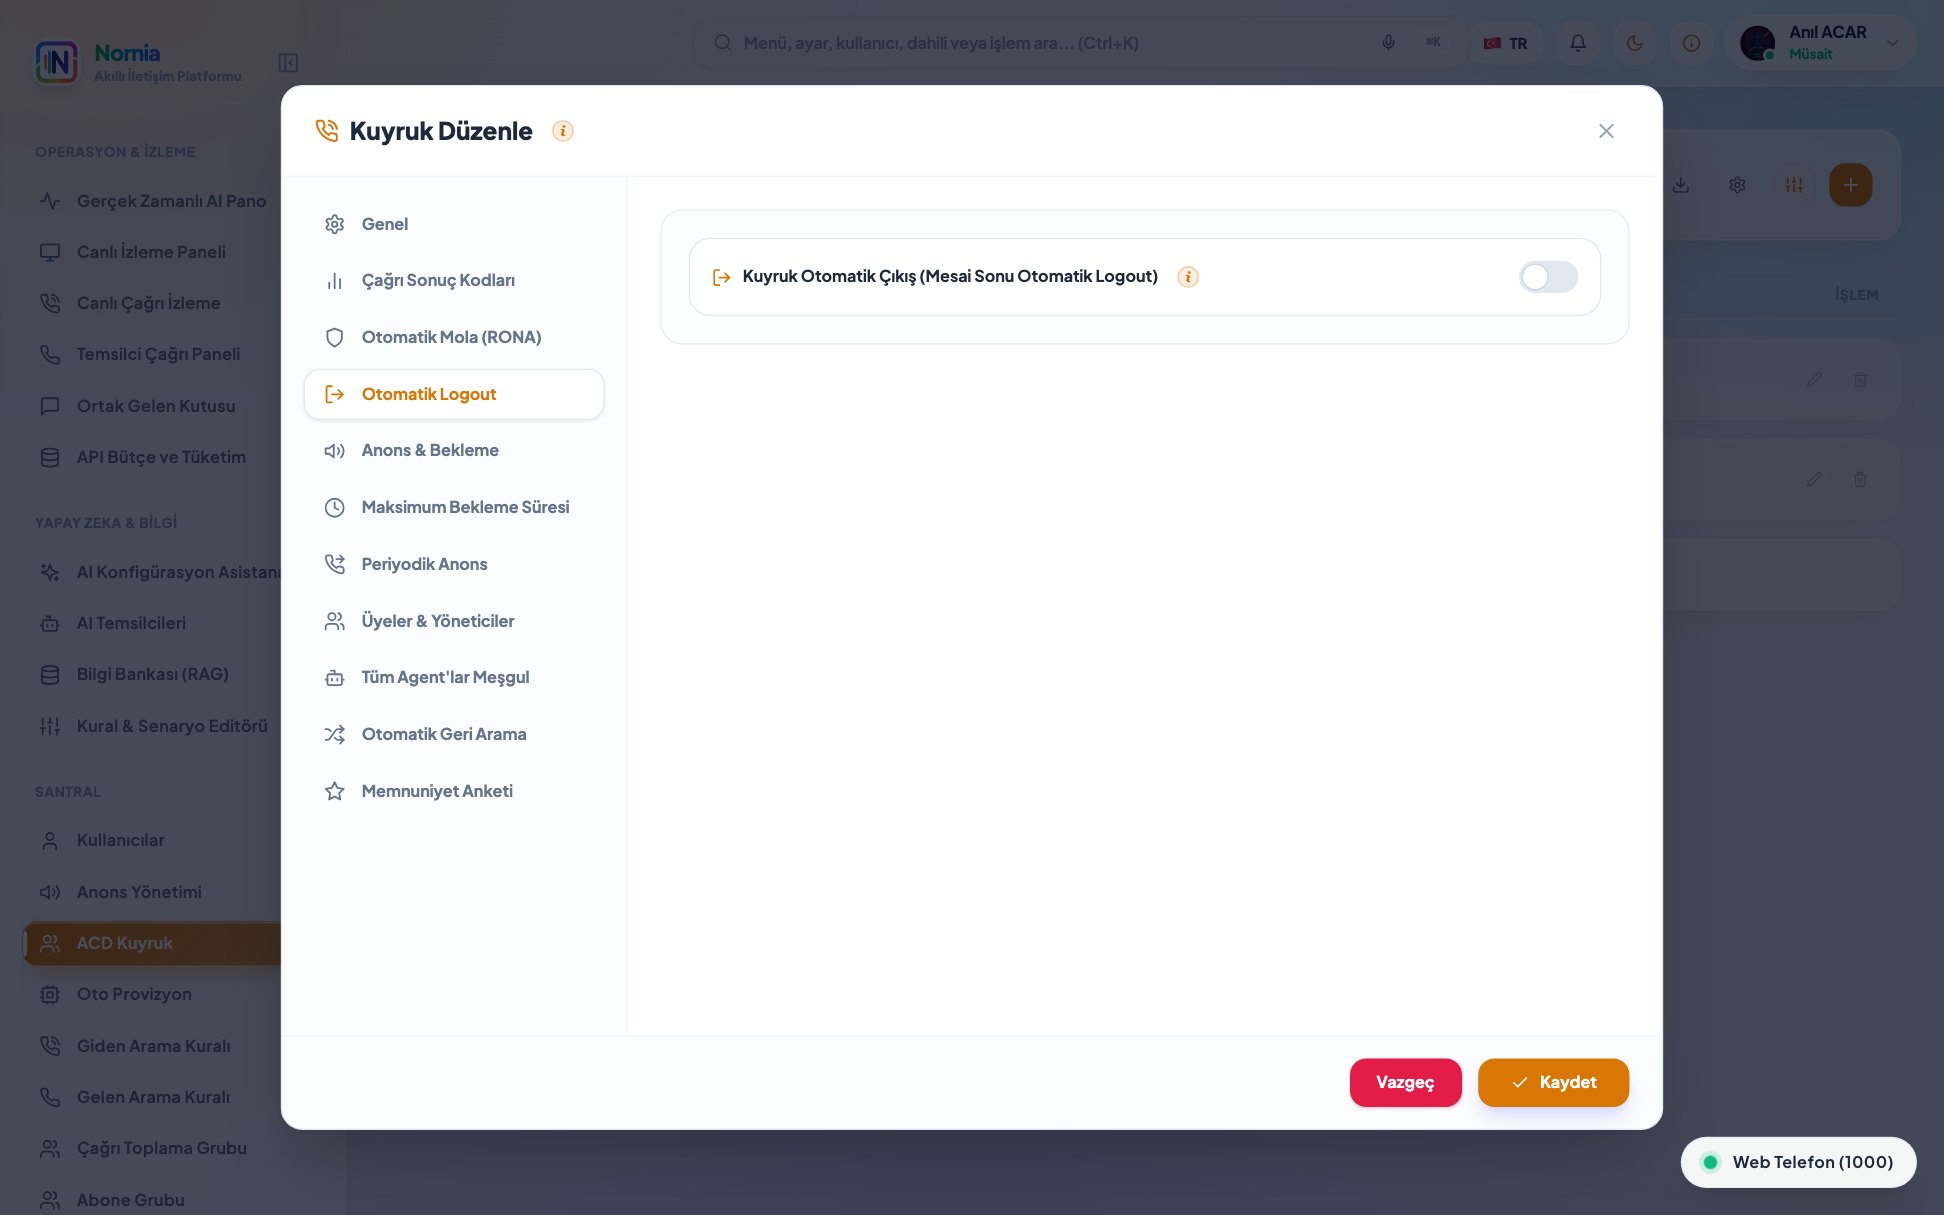 Nornia
Akıllı İletişim Platformu
Menü, ayar, kullanıcı, dahili veya işlem ara... (Ctrl+K)
⌘K
TR
Anıl ACAR
Müsait
OPERASYON & İZLEME
Gerçek Zamanlı AI Pano
Canlı İzleme Paneli
Canlı Çağrı İzleme
Temsilci Çağrı Paneli
Ortak Gelen Kutusu
API Bütçe ve Tüketim
YAPAY ZEKA & BİLGİ
AI Konfigürasyon Asistanı
AI Temsilcileri
Bilgi Bankası (RAG)
Kural & Senaryo Editörü
SANTRAL
Kullanıcılar
Anons Yönetimi
ACD Kuyruk
Oto Provizyon
Giden Arama Kuralı
Gelen Arama Kuralı
Çağrı Toplama Grubu
Abone Grubu
Kuyruk Düzenle
Genel
Çağrı Sonuç Kodları
Otomatik Mola (RONA)
Otomatik Logout
Anons & Bekleme
Maksimum Bekleme Süresi
Periyodik Anons
Üyeler & Yöneticiler
Tüm Agent'lar Meşgul
Otomatik Geri Arama
Memnuniyet Anketi
Kuyruk Otomatik Çıkış (Mesai Sonu Otomatik Logout)
İŞLEM
Vazgeç
Kaydet
Web Telefon (1000)